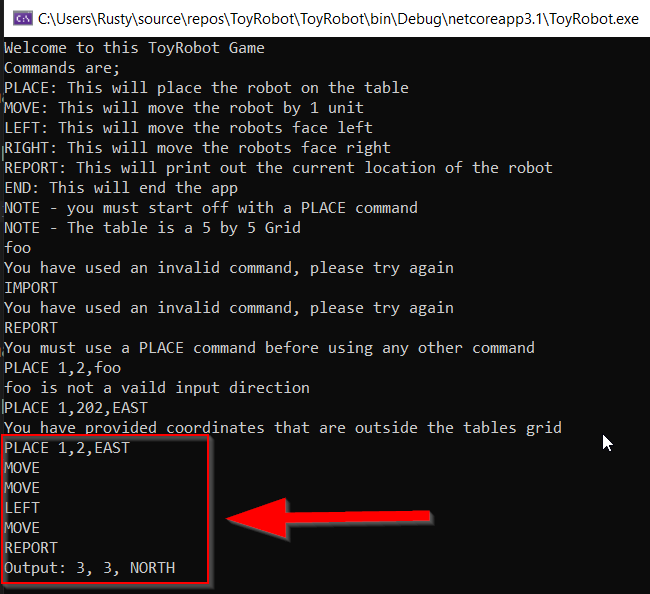 C:\Users\Rusty\source\repos\ToyRobot\ToyRobot\bin\Debug\netcoreapp3.1\ToyRobot.exe
Welcome to this ToyRobot Game
Commands are;
PLACE: This will place the robot on the table
MOVE: This will move the robot by 1 unit
LEFT: This will move the robots face left
RIGHT: This will move the robots face right
REPORT: This will print out the current location of the robot
END: This will end the app
NOTE - you must start off with a PLACE command
NOTE - The table is a 5 by 5 Grid
foo
You have used an invalid command, please try again
IMPORT
You have used an invalid command, please try again
REPORT
You must use a PLACE command before using any other command
PLACE 1,2,foo
foo is not a vaild input direction
PLACE 1,202,EAST
You have provided coordinates that are outside the tables grid
PLACE 1,2,EAST
MOVE
MOVE
LEFT
MOVE
REPORT
Output: 3, 3, NORTH